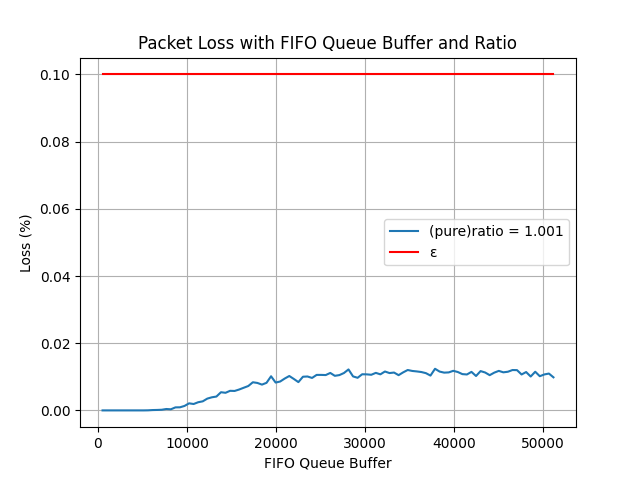 Packet Loss with FIFO Queue Buffer and Ratio
Loss (%)
0.10
0.08
0.06
0.04
0.02
0.00
(pure)ratio = 1.001
ε
0 10000 20000 30000 40000 50000
FIFO Queue Buffer